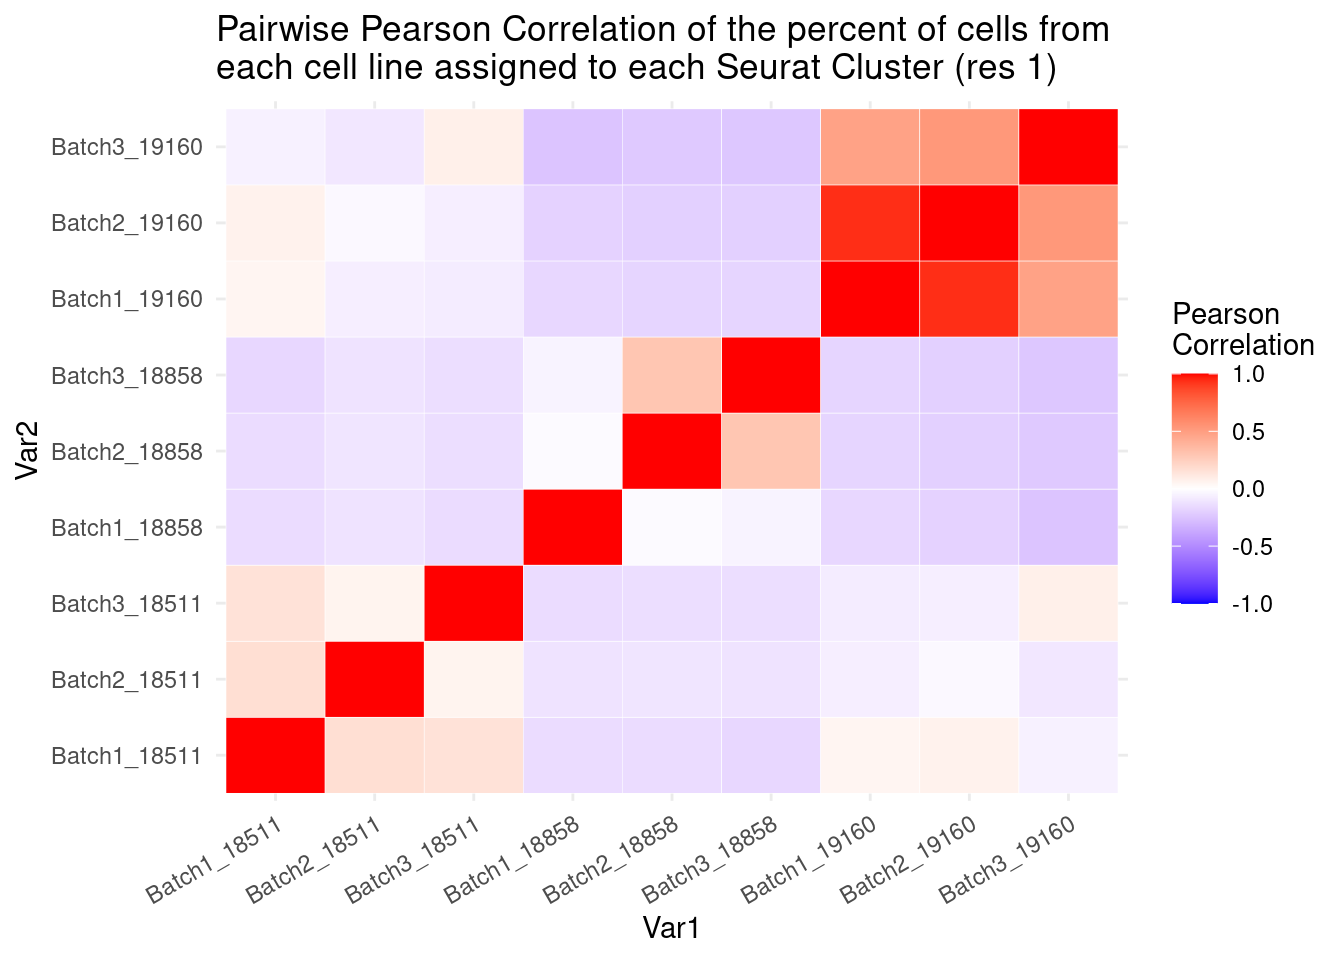 Pairwise Pearson Correlation of the percent of cells from
each cell line assigned to each Seurat Cluster (res 1)
Var2
Batch3_19160
Batch2_19160
Batch1_19160
Batch3_18858
Batch2_18858
Batch1_18858
Batch3_18511
Batch2_18511
Batch1_18511
Batch1_18511
Batch2_18511
Batch3_18511
Batch1_18858
Batch2_18858
Batch3_18858
Batch1_19160
Batch2_19160
Batch3_19160
Var1
Pearson
Correlation
1.0
0.5
0.0
-0.5
-1.0